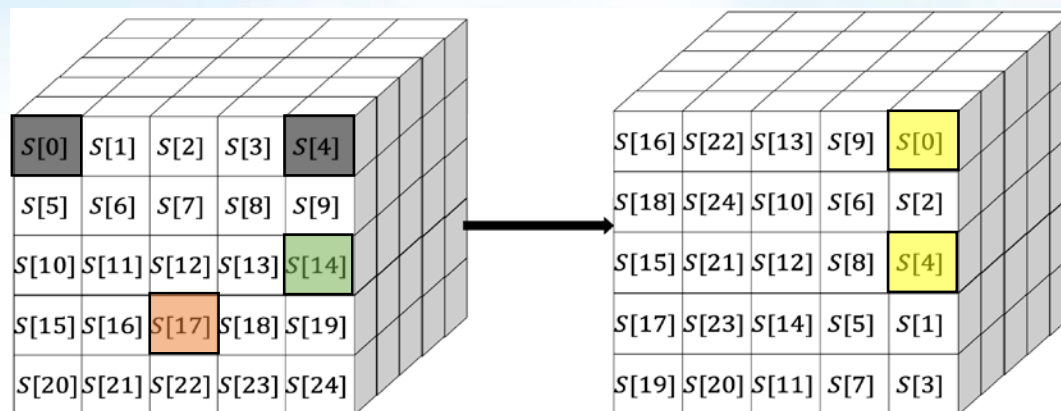 S[0] S[1] S[2] S[3] S[4]
S[5] S[6] S[7] S[8] S[9]
S[10] S[11] S[12] S[13] S[14]
S[15] S[16] S[17] S[18] S[19]
S[20] S[21] S[22] S[23] S[24]
S[16] S[22] S[13] S[9] S[0]
S[18] S[24] S[10] S[6] S[2]
S[15] S[21] S[12] S[8] S[4]
S[17] S[23] S[14] S[5] S[1]
S[19] S[20] S[11] S[7] S[3]